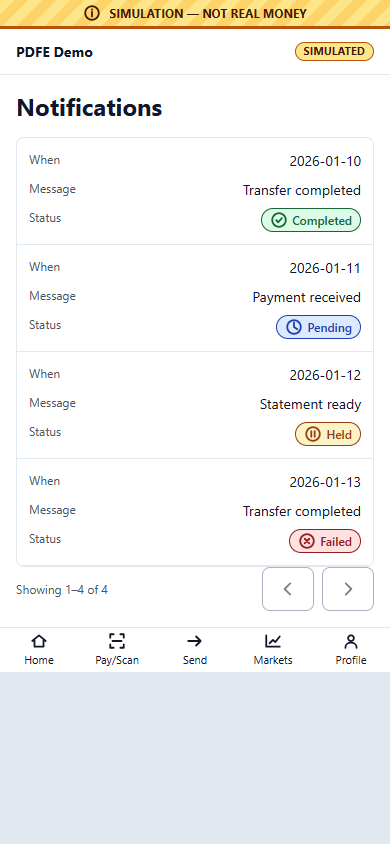 SIMULATION — NOT REAL MONEY
PDFE Demo SIMULATED
Notifications
When 2026-01-10
Message Transfer completed
Status Completed
When 2026-01-11
Message Payment received
Status Pending
When 2026-01-12
Message Statement ready
Status Held
When 2026-01-13
Message Transfer completed
Status Failed
Showing 1–4 of 4
Home Pay/Scan Send Markets Profile